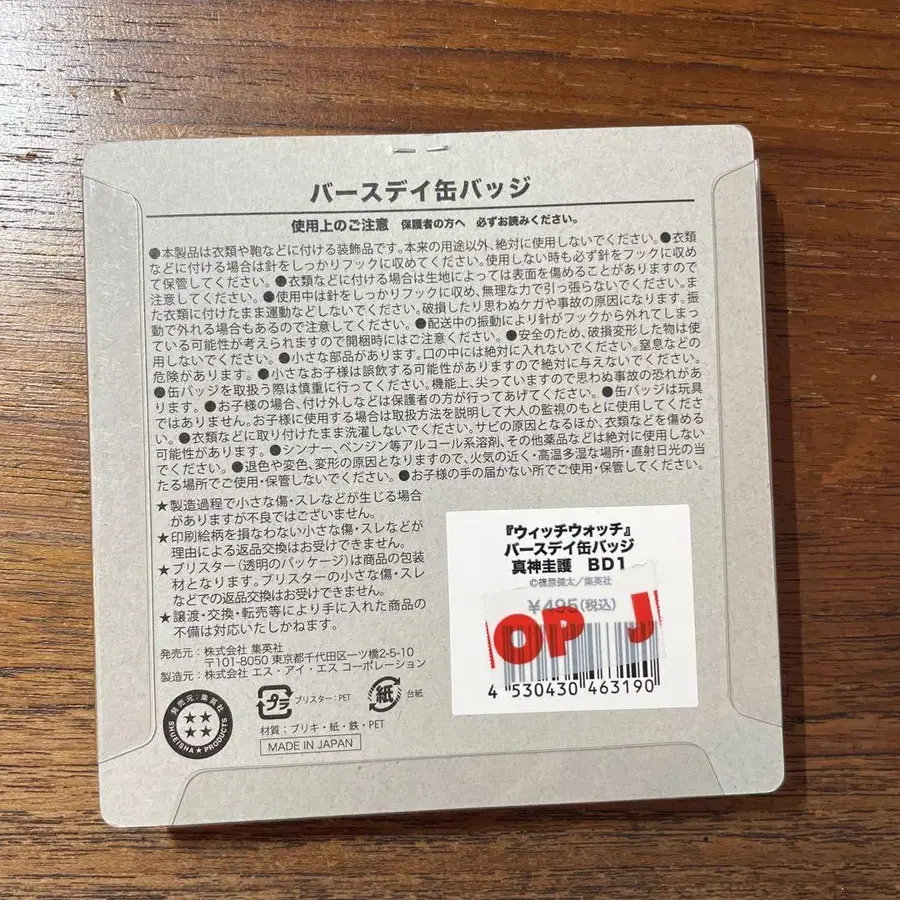 バースデイ缶バッジ
使用上のご注意 保護者の方へ 必ずお読みください。
●本製品は衣類や鞄などに付ける装飾品です。本来の用途以外、絶対に使用しないでください。●衣類
などに付ける場合は針をしっかりフックに収めてください。使用しない時も必ず針をフックに収め
て保管してください。●衣類などに付ける場合は生地によっては表面を傷めることがありますので
注意してください。●使用中は針をしっかりフックに収め、無理な力で引っ張らないでください。ま
た衣類に付けたまま運動などしないでください。破損したり思わぬケガや事故の原因になります。振
動で外れる場合もあるので注意してください。●配送中の振動により針がフックから外れてしまっ
ている可能性が考えられますので開梱時にはご注意ください。●安全のため、破損変形した物は使
用しないでください。●小さな部品があります。口の中には絶対に入れないでください。窒息などの
危険があります。●小さなお子様は誤飲する可能性がありますので絶対に与えないでください。
●缶バッジを取扱う際は慎重に行ってください。機能上、尖っていますので思わぬ事故の恐れがあ
ります。●お子様の場合、付け外しなどは保護者の方が行ってあげてください。●缶バッジは玩具
ではありません。お子様に使用する場合は取扱方法を説明して大人の監視のもとに使用してくださ
い。●衣類などに取り付けたまま洗濯しないでください。サビの原因となるほか、衣類などを傷める
可能性があります。●シンナー、ベンジン等アルコール系溶剤、その他薬品などは絶対に使用しない
でください。●退色や変色、変形の原因となりますので、火気の近く・高温多湿な場所・直射日光の当
たる場所でご使用・保管しないでください。●お子様の手の届かない所でご使用・保管してください。
★製造過程で小さな傷・スレなどが生じる場合
がありますが不良ではございません。
★印刷絵柄を損なわない小さな傷・スレなどが
理由による返品交換はお受けできません。
★ブリスター(透明のパッケージ)は商品の包装
材となります。ブリスターの小さな傷・スレ
などでの返品交換はお受けできません。
★譲渡・交換・転売等により手に入れた商品の
不備は対応いたしかねます。
発売元：株式会社 集英社
〒101-8050 東京都千代田区一ツ橋2-5-10
製造元：株式会社 エス・アイ・エス コーポレーション
発売元：集英社
SHUEISHA★PRODUCTS
プラ
ブリスター：PET
紙
台紙
材質：ブリキ・紙・鉄・PET
MADE IN JAPAN
『ウィッチウォッチ』
バースデイ缶バッジ
真神圭護 BD1
©篠原健太／集英社
¥495(税込)
OP J
4 530430 463190